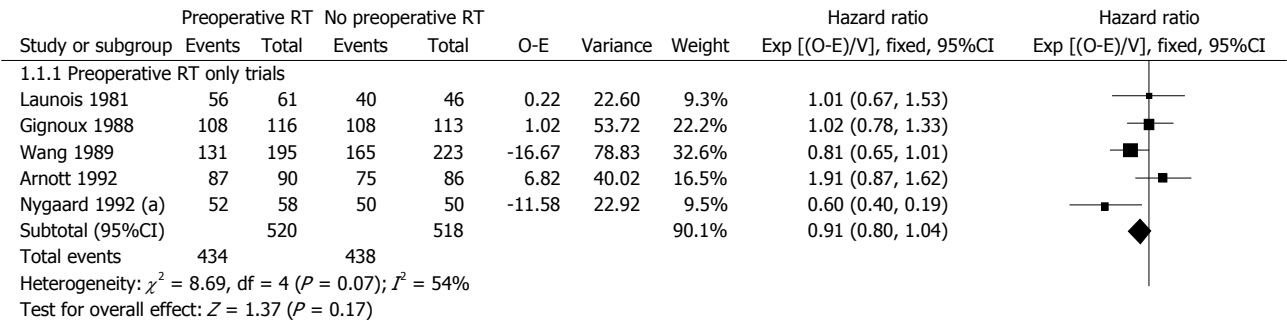 Preoperative RT No preoperative RT Hazard ratio Hazard ratio
Study or subgroup Events Total Events Total O-E Variance Weight Exp [(O-E)/V], fixed, 95%CI Exp [(O-E)/V], fixed, 95%CI
1.1.1 Preoperative RT only trials
Launois 1981 56 61 40 46 0.22 22.60 9.3% 1.01 (0.67, 1.53)
Gignoux 1988 108 116 108 113 1.02 53.72 22.2% 1.02 (0.78, 1.33)
Wang 1989 131 195 165 223 -16.67 78.83 32.6% 0.81 (0.65, 1.01)
Arnott 1992 87 90 75 86 6.82 40.02 16.5% 1.91 (0.87, 1.62)
Nygaard 1992 (a) 52 58 50 50 -11.58 22.92 9.5% 0.60 (0.40, 0.19)
Subtotal (95%CI) 520 518 90.1% 0.91 (0.80, 1.04)
Total events 434 438
Heterogeneity: χ² = 8.69, df = 4 (P = 0.07); I² = 54%
Test for overall effect: Z = 1.37 (P = 0.17)